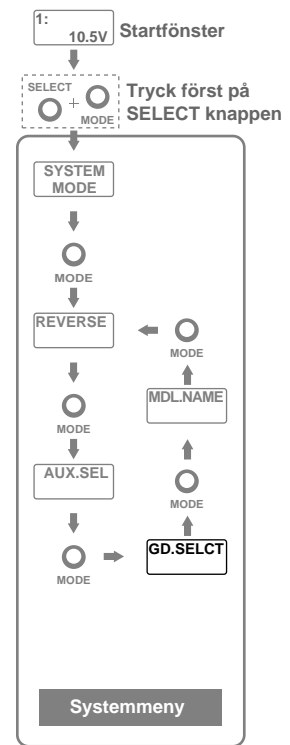 1:
10.5V
Startfönster
SELECT
+
MODE
Tryck först på
SELECT knappen
SYSTEM
MODE
MODE
REVERSE
MODE
MODE
MDL.NAME
AUX.SEL
MODE
MODE
GD.SELCT
Systemmeny